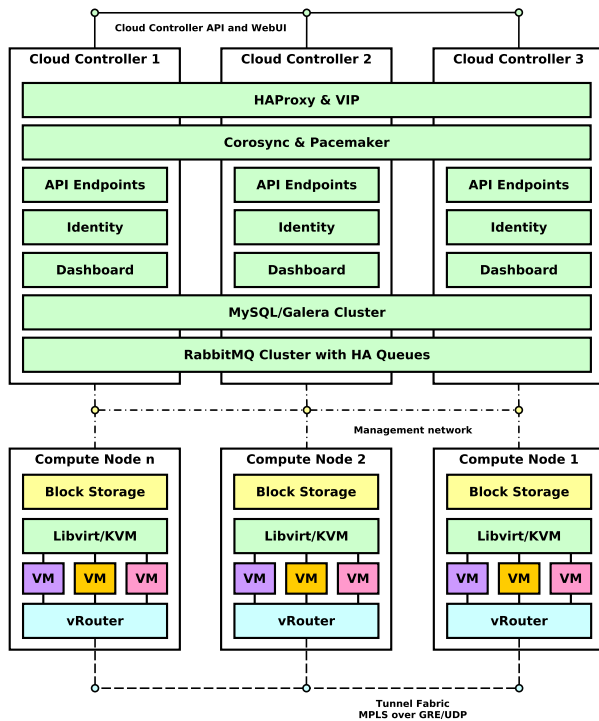 Cloud Controller API and WebUI
Cloud Controller 1
Cloud Controller 2
Cloud Controller 3
HAProxy & VIP
Corosync & Pacemaker
API Endpoints
API Endpoints
API Endpoints
Identity
Identity
Identity
Dashboard
Dashboard
Dashboard
MySQL/Galera Cluster
RabbitMQ Cluster with HA Queues
Management network
Compute Node n
Compute Node 2
Compute Node 1
Block Storage
Block Storage
Block Storage
Libvirt/KVM
Libvirt/KVM
Libvirt/KVM
VM
VM
VM
VM
VM
VM
VM
VM
VM
vRouter
vRouter
vRouter
Tunnel Fabric
MPLS over GRE/UDP